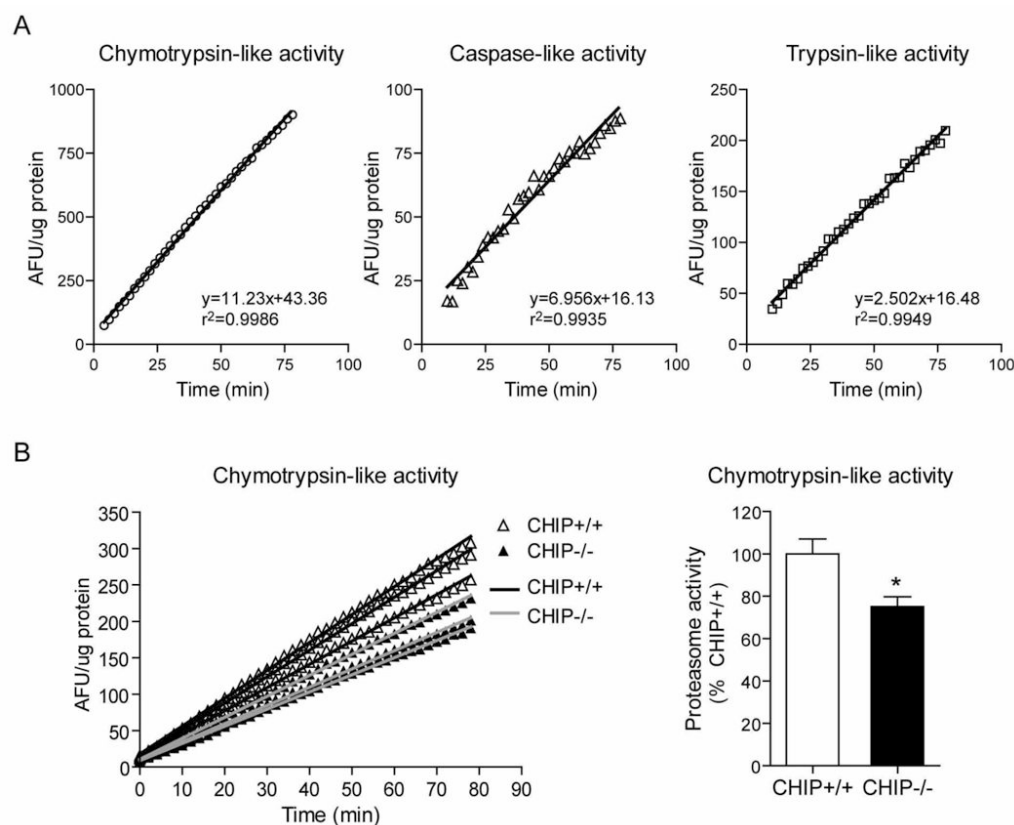 A
Chymotrypsin-like activity
AFU/ug protein
1000
750
500
250
0
y=11.23x+43.36
r²=0.9986
0 25 50 75 100
Time (min)
Caspase-like activity
AFU/ug protein
100
75
50
25
0
y=6.956x+16.13
r²=0.9935
0 25 50 75 100
Time (min)
Trypsin-like activity
AFU/ug protein
250
200
150
100
50
0
y=2.502x+16.48
r²=0.9949
0 25 50 75 100
Time (min)
B
Chymotrypsin-like activity
AFU/ug protein
350
300
250
200
150
100
50
0
0 10 20 30 40 50 60 70 80 90
Time (min)
CHIP+/+
CHIP-/-
CHIP+/+
CHIP-/-
Chymotrypsin-like activity
Proteasome activity
(% CHIP+/+)
120
100
80
60
40
20
0
*
CHIP+/+ CHIP-/-